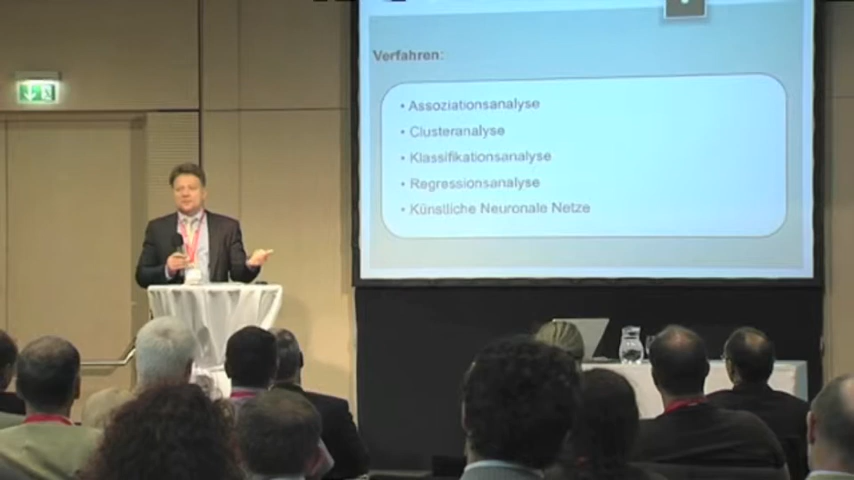 Verfahren:
• Assoziationsanalyse
• Clusteranalyse
• Klassifikationsanalyse
• Regressionsanalyse
• Künstliche Neuronale Netze